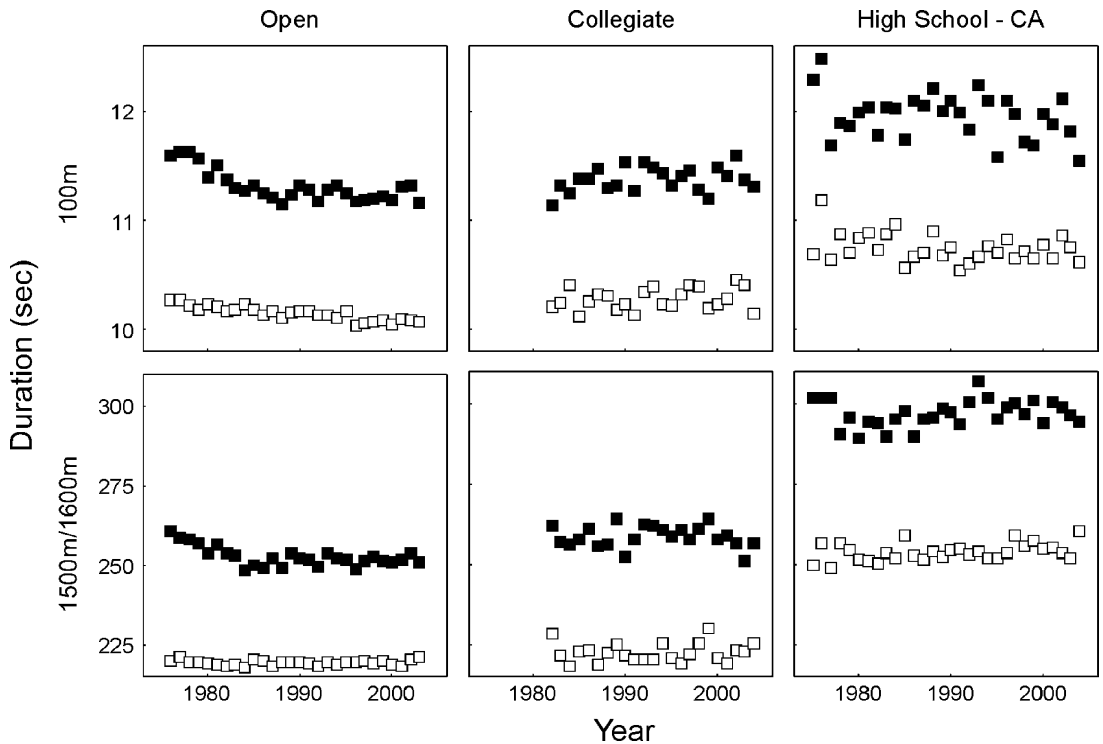 Open
Collegiate
High School - CA
Duration (sec)
100m
12
11
10
1500m/1600m
300
275
250
225
1980
1990
2000
1980
1990
2000
1980
1990
2000
Year